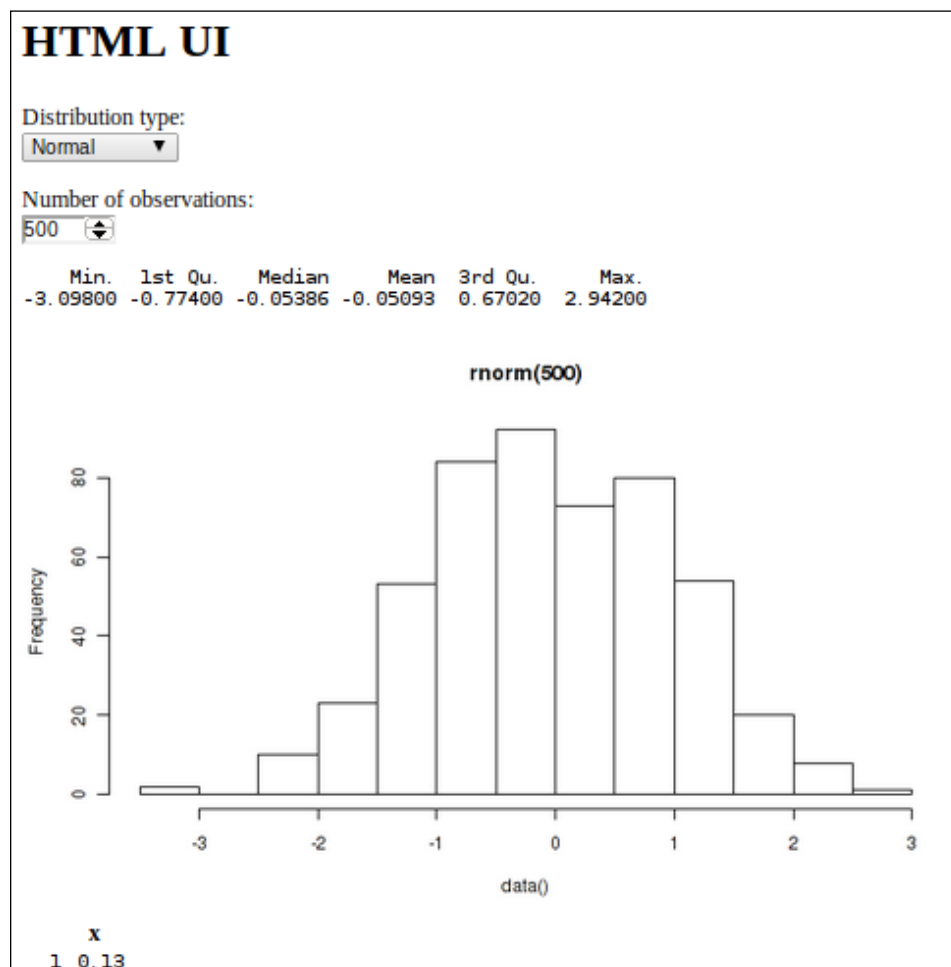 HTML UI
Distribution type:
Normal
Number of observations:
500
Min. 1st Qu. Median Mean 3rd Qu. Max.
-3.09800 -0.77400 -0.05386 -0.05093 0.67020 2.94200
rnorm(500)
80
60
40
20
0
Frequency
-3 -2 -1 0 1 2 3
data()
x
1 0.13